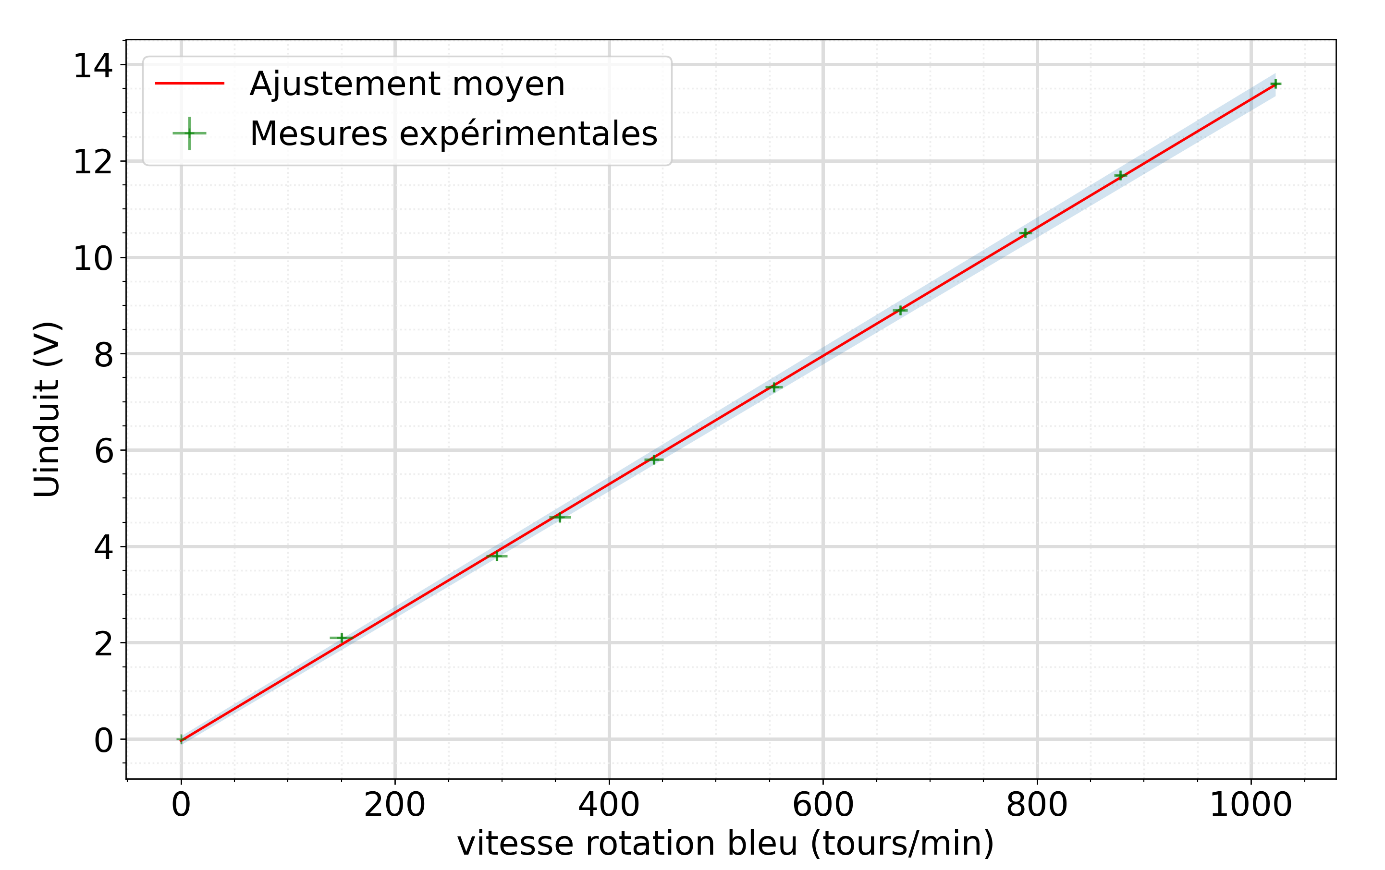 Ajustement moyen
Mesures expérimentales
14
12
10
8
6
4
2
0
Uinduit (V)
0 200 400 600 800 1000
vitesse rotation bleu (tours/min)